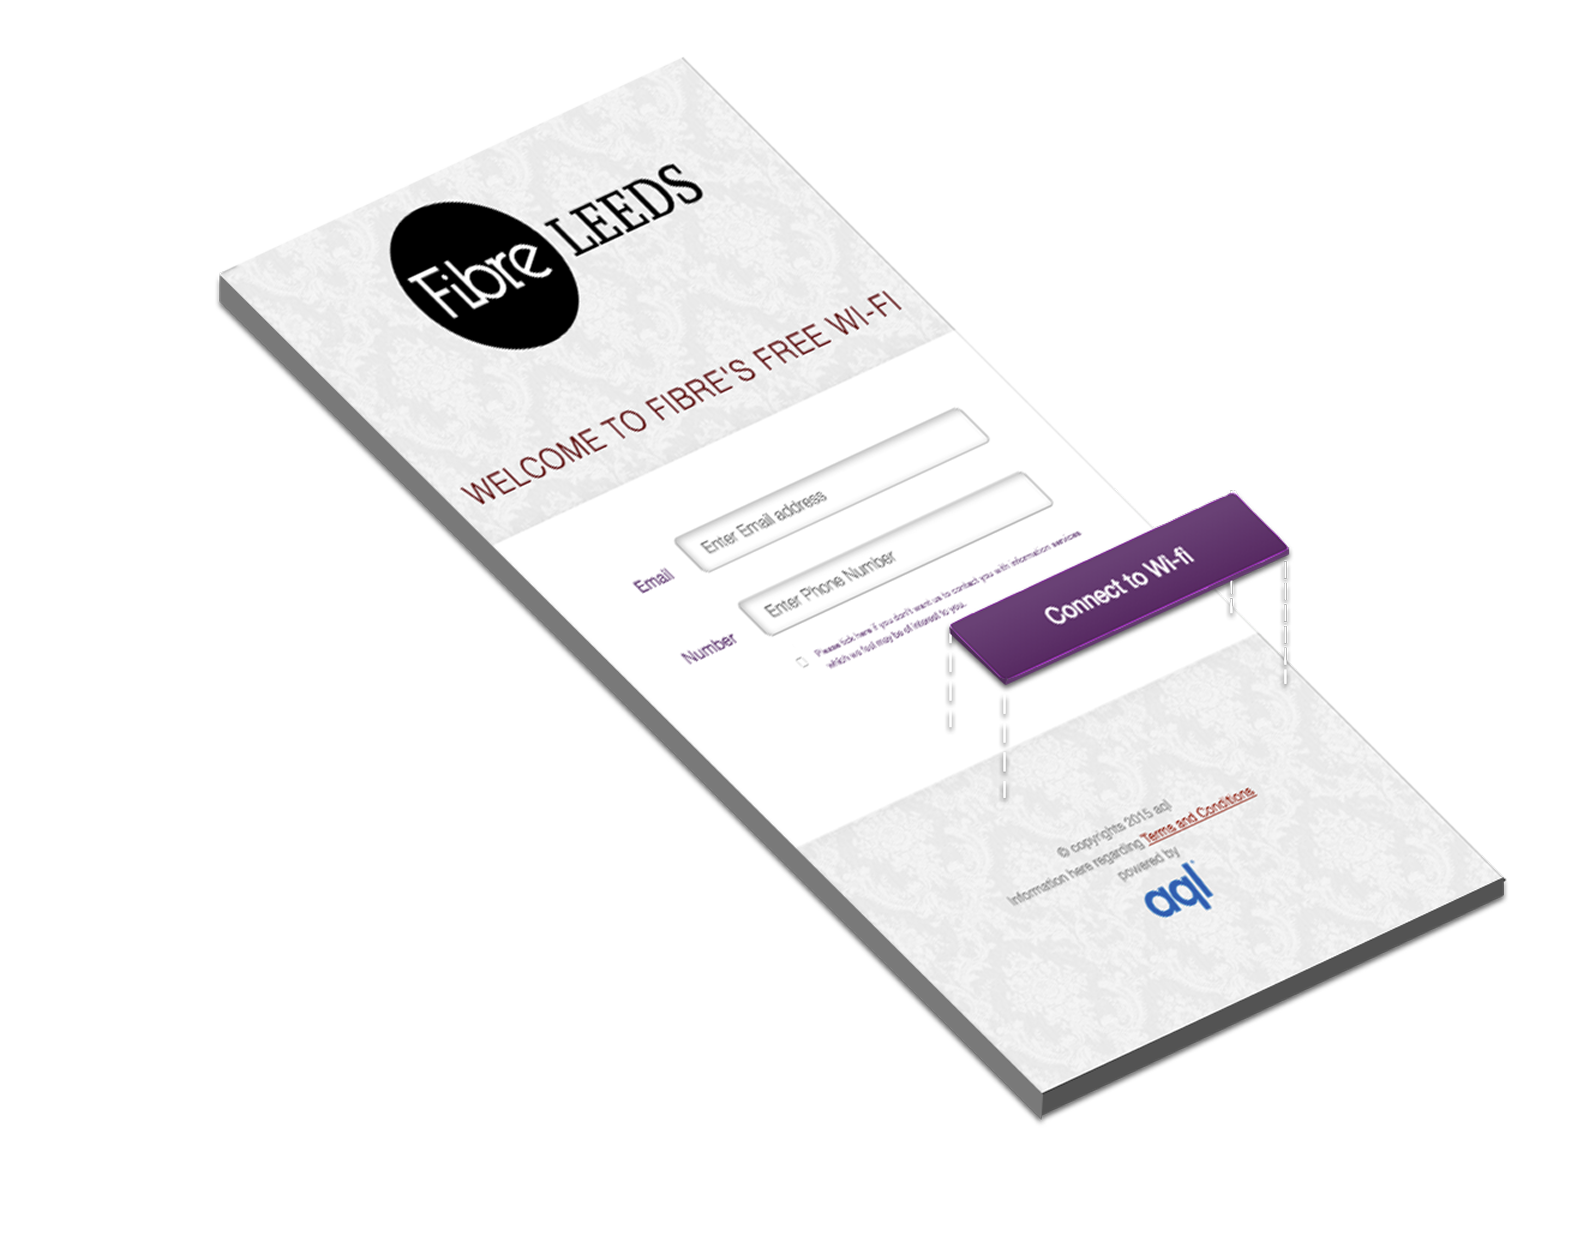 Fibre LEEDS
WELCOME TO FIBRE'S FREE WI-FI
Email
Enter Email address
Number
Enter Phone Number
Please tick here if you don't want us to contact you with information services
which we feel may be of interest to you.
Connect to Wi-fi
© copyrights 2015 aql
Information here regarding Terms and Conditions
powered by
aql